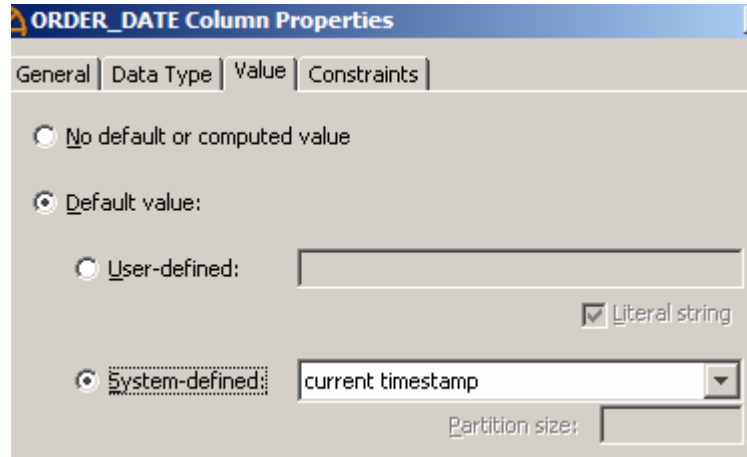 ORDER_DATE Column Properties
General Data Type Value Constraints
No default or computed value
Default value:
User-defined:
Literal string
System-defined: current timestamp
Partition size: